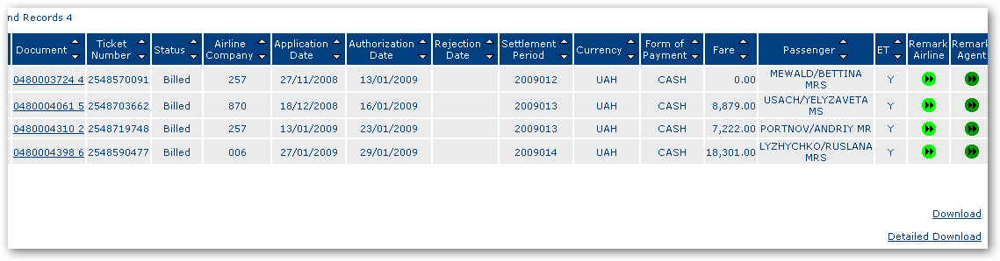 nd Records 4
Document Ticket Number Status Airline Company Application Date Authorization Date Rejection Date Settlement Period Currency Form of Payment Fare Passenger ET Remark Airline Remark Agent
0480003724 4 2548570091 Billed 257 27/11/2008 13/01/2009 2009012 UAH CASH 0.00 MEWALD/BETTINA MRS Y
0480004061 5 2548703662 Billed 870 18/12/2008 16/01/2009 2009013 UAH CASH 8,879.00 USACH/YELYZAVETA MS Y
0480004310 2 2548719748 Billed 257 13/01/2009 23/01/2009 2009013 UAH CASH 7,222.00 PORTNOV/ANDRIY MR Y
0480004398 6 2548590477 Billed 006 27/01/2009 29/01/2009 2009014 UAH CASH 18,301.00 LYZHYCHKO/RUSLANA MRS Y
Download
Detailed Download